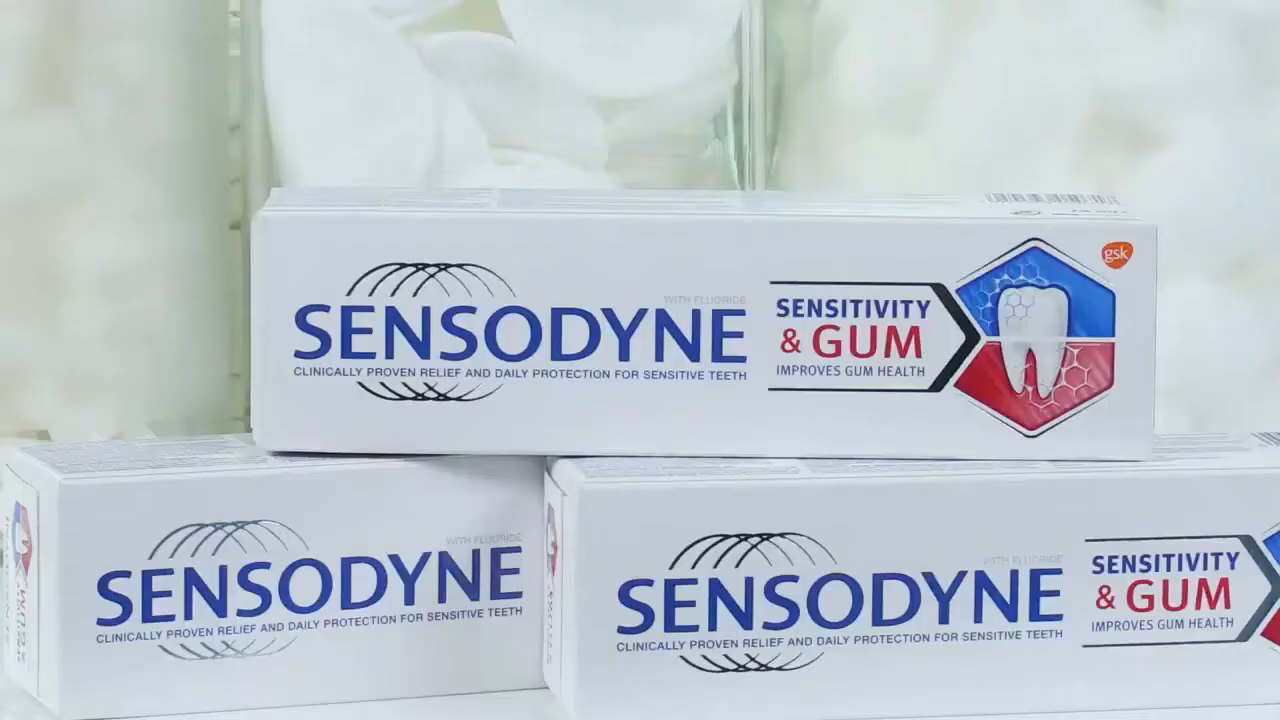 WITH FLUORIDE
SENSODYNE
CLINICALLY PROVEN RELIEF AND DAILY PROTECTION FOR SENSITIVE TEETH
SENSITIVITY
& GUM
IMPROVES GUM HEALTH
gsk
WITH FLUORIDE
SENSODYNE
CLINICALLY PROVEN RELIEF AND DAILY PROTECTION FOR SENSITIVE TEETH
WITH FLUORIDE
SENSODYNE
CLINICALLY PROVEN RELIEF AND DAILY PROTECTION FOR SENSITIVE TEETH
SENSITIVITY
& GUM
IMPROVES GUM HEALTH